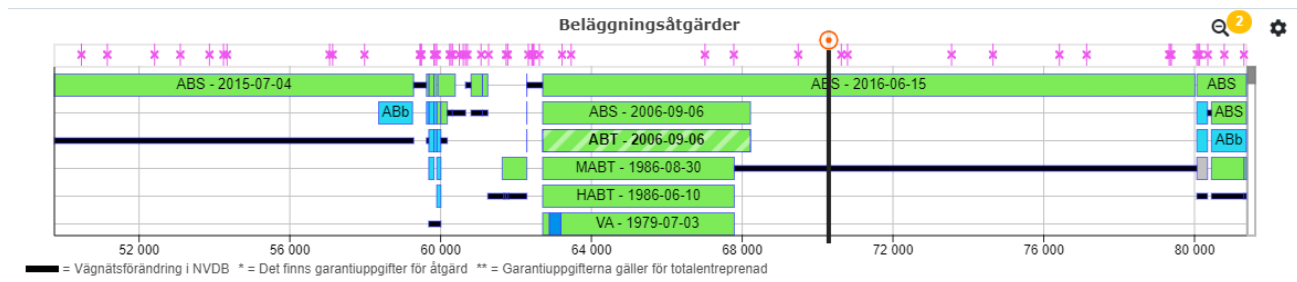 Beläggningsåtgärder
2
ABS - 2015-07-04 ABS - 2016-06-15 ABS
ABb ABS - 2006-09-06 ABS
ABT - 2006-09-06 ABb
MABT - 1986-08-30
HABT - 1986-06-10
VA - 1979-07-03
52 000 56 000 60 000 64 000 68 000 72 000 76 000 80 000
= Vägnätsförändring i NVDB * = Det finns garantiuppgifter för åtgärd ** = Garantiuppgifterna gäller för totalentreprenad